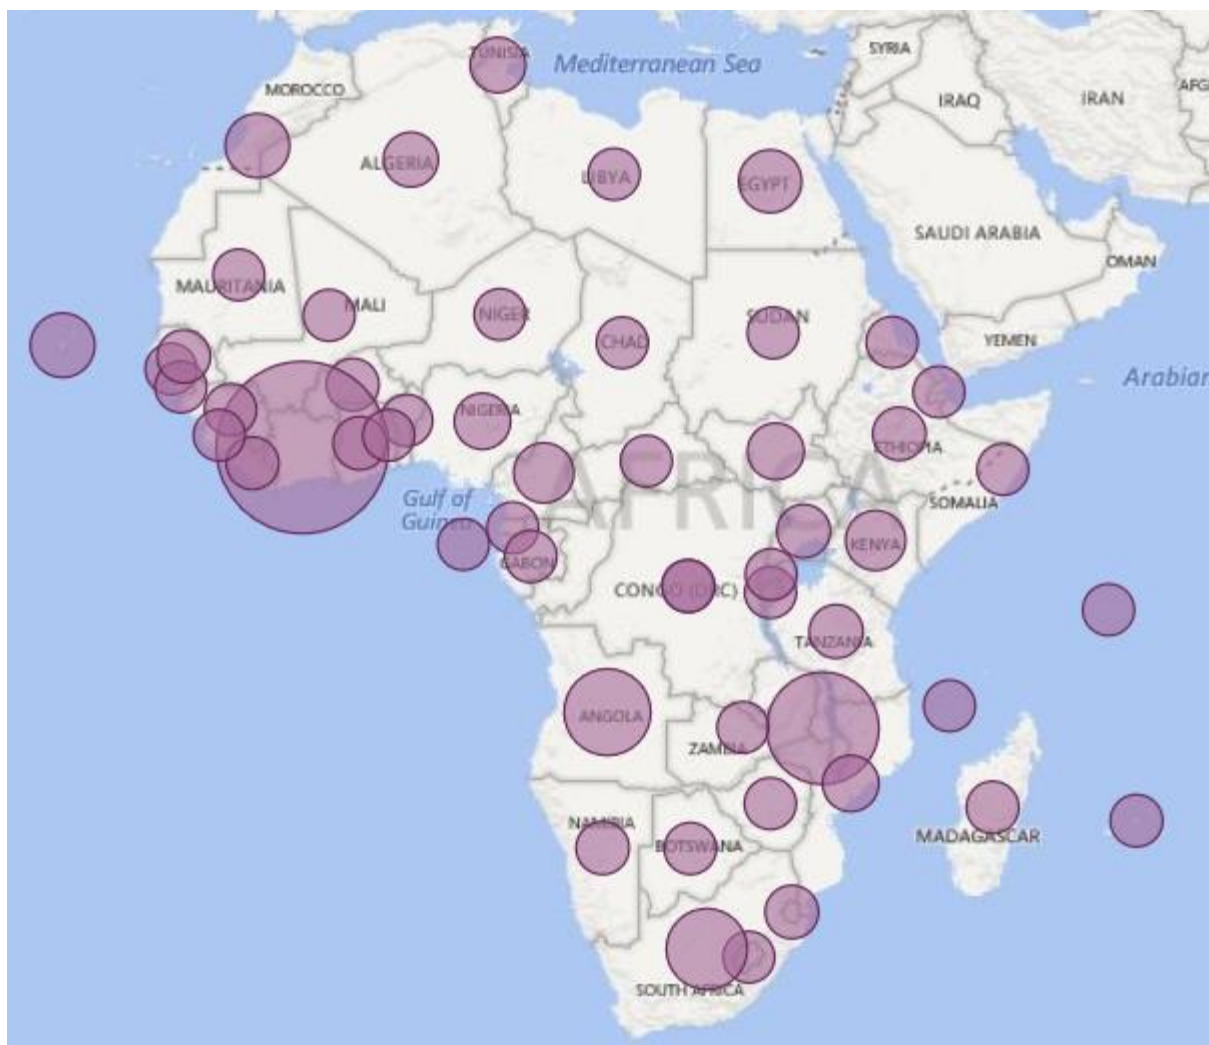 TUNISIA
Mediterranean Sea
SYRIA
MOROCCO
IRAQ
IRAN
AFG
ALGERIA
LIBYA
EGYPT
SAUDI ARABIA
OMAN
MAURITANIA
MALI
NIGER
CHAD
SUDAN
YEMEN
Arabian
NIGERIA
ETHIOPIA
AFRICA
Gulf of
Guinea
SOMALIA
GABON
KENYA
CONGO (DRC)
TANZANIA
ANGOLA
ZAMBIA
NAMIBIA
BOTSWANA
MADAGASCAR
SOUTH AFRICA